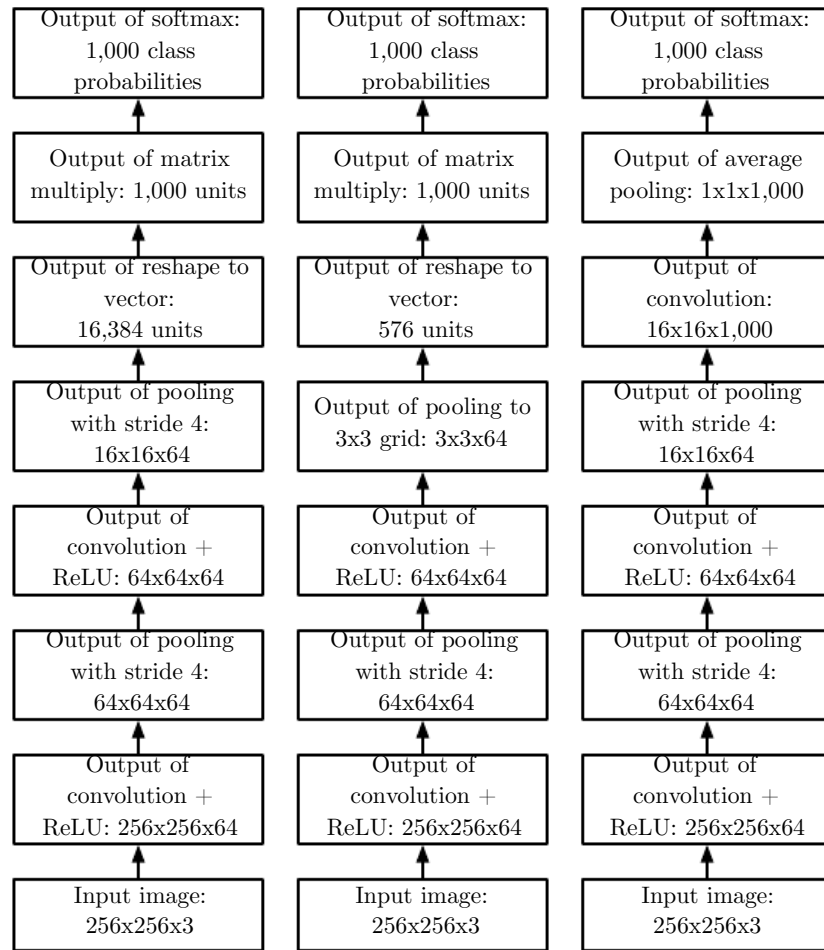 Output of softmax:
1,000 class
probabilities
Output of matrix
multiply: 1,000 units
Output of reshape to
vector:
16,384 units
Output of pooling
with stride 4:
16x16x64
Output of
convolution +
ReLU: 64x64x64
Output of pooling
with stride 4:
64x64x64
Output of
convolution +
ReLU: 256x256x64
Input image:
256x256x3
Output of softmax:
1,000 class
probabilities
Output of matrix
multiply: 1,000 units
Output of reshape to
vector:
576 units
Output of pooling to
3x3 grid: 3x3x64
Output of
convolution +
ReLU: 64x64x64
Output of pooling
with stride 4:
64x64x64
Output of
convolution +
ReLU: 256x256x64
Input image:
256x256x3
Output of softmax:
1,000 class
probabilities
Output of average
pooling: 1x1x1,000
Output of
convolution:
16x16x1,000
Output of pooling
with stride 4:
16x16x64
Output of
convolution +
ReLU: 64x64x64
Output of pooling
with stride 4:
64x64x64
Output of
convolution +
ReLU: 256x256x64
Input image:
256x256x3